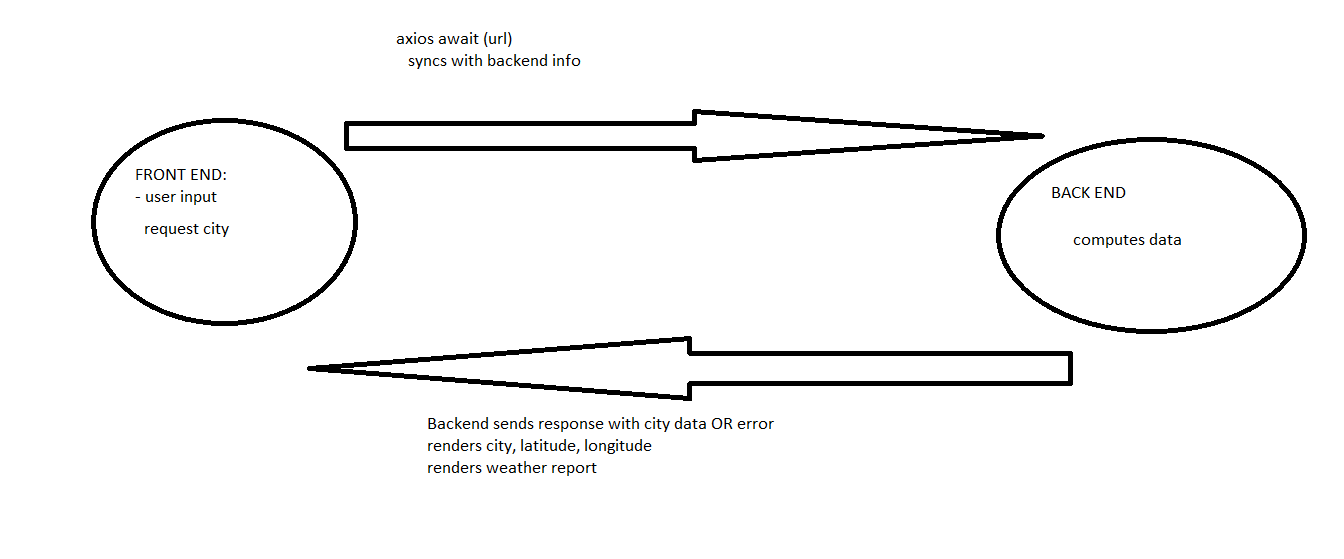 axios await (url)
syncs with backend info
FRONT END:
- user input
request city
BACK END
computes data
Backend sends response with city data OR error
renders city, latitude, longitude
renders weather report